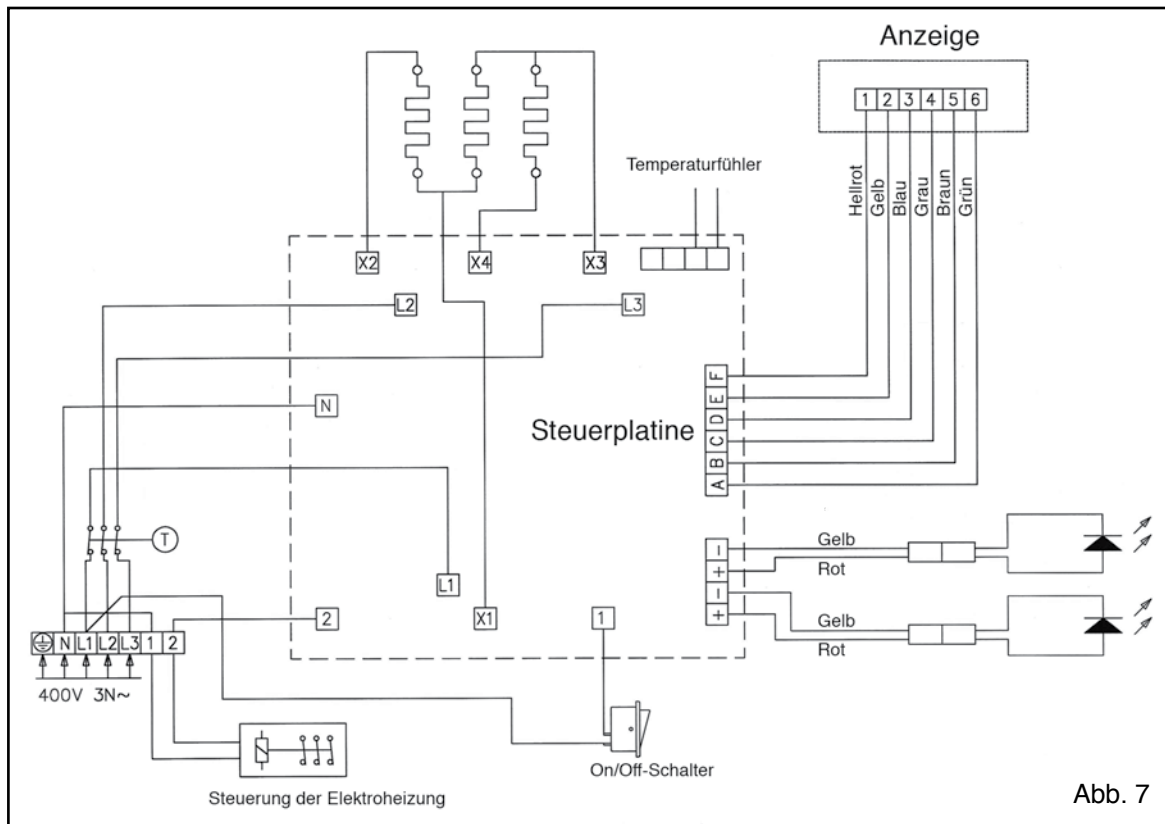 Anzeige
1 2 3 4 5 6
Hellrot
Gelb
Blau
Grau
Braun
Grün
Temperaturfühler
X2
X4
X3
L2
L3
N
Steuerplatine
F
E
D
C
B
A
T
L1
2
X1
1
−
+
−
+
Gelb
Rot
Gelb
Rot
N L1 L2 L3 1 2
400V 3N~
On/Off-Schalter
Steuerung der Elektroheizung
Abb. 7